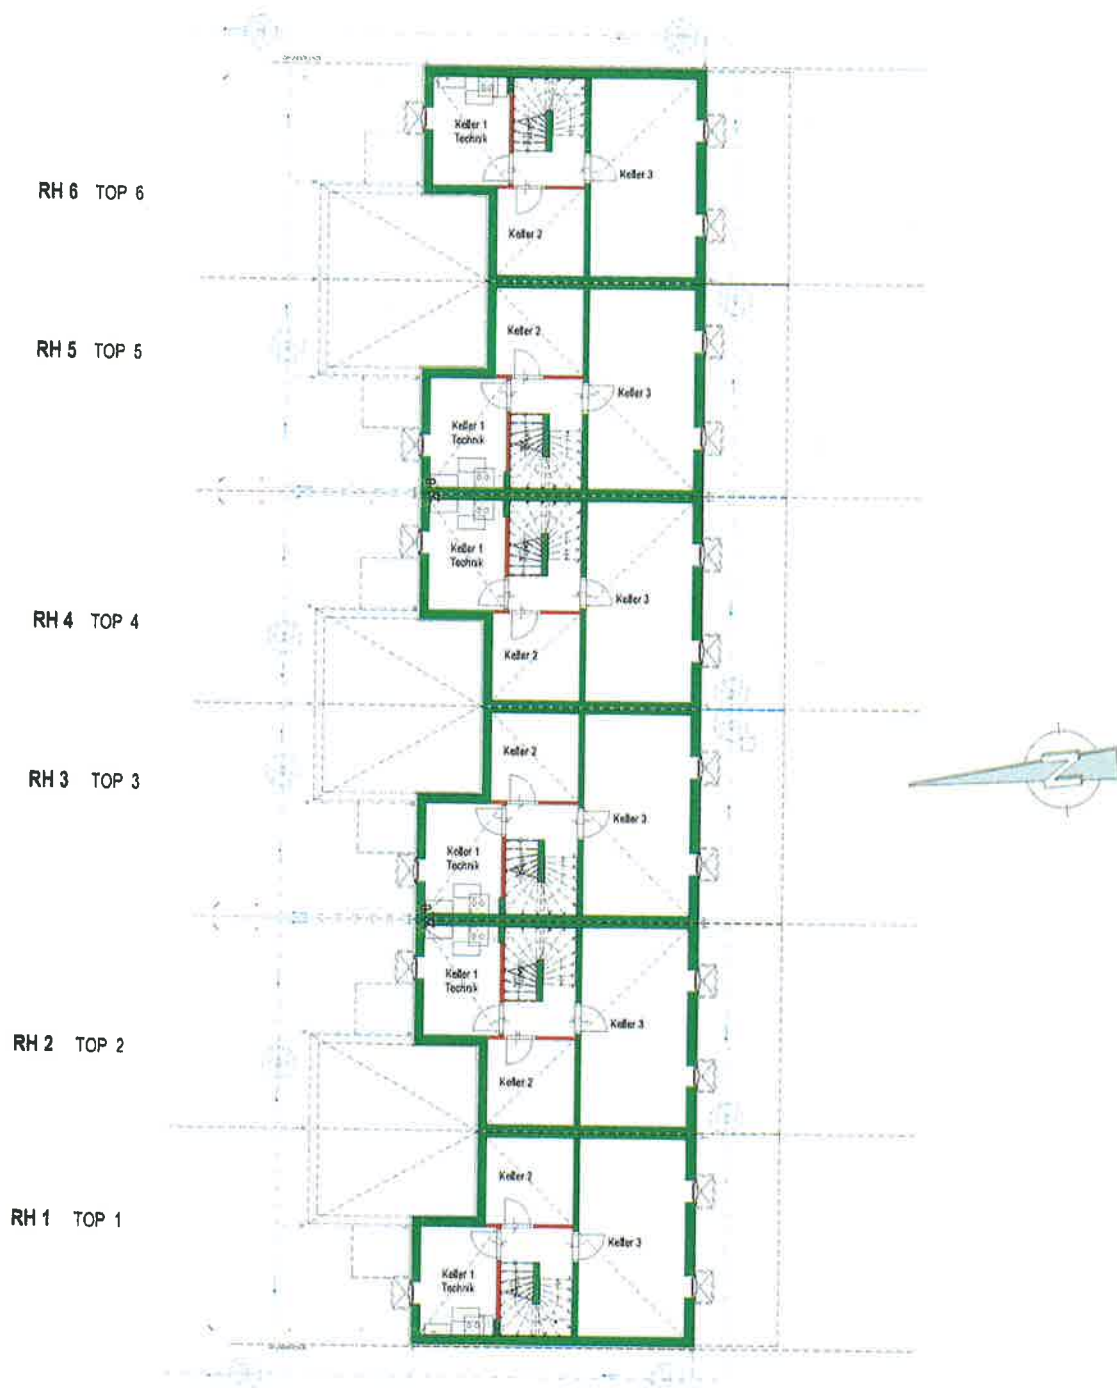 RH 6 TOP 6
Keller 1
Technik
Keller 3
Keller 2
RH 5 TOP 5
Keller 2
Keller 3
Keller 1
Technik
RH 4 TOP 4
Keller 1
Technik
Keller 3
Keller 2
RH 3 TOP 3
Keller 2
Keller 3
Keller 1
Technik
RH 2 TOP 2
Keller 1
Technik
Keller 3
Keller 2
RH 1 TOP 1
Keller 2
Keller 3
Keller 1
Technik
N